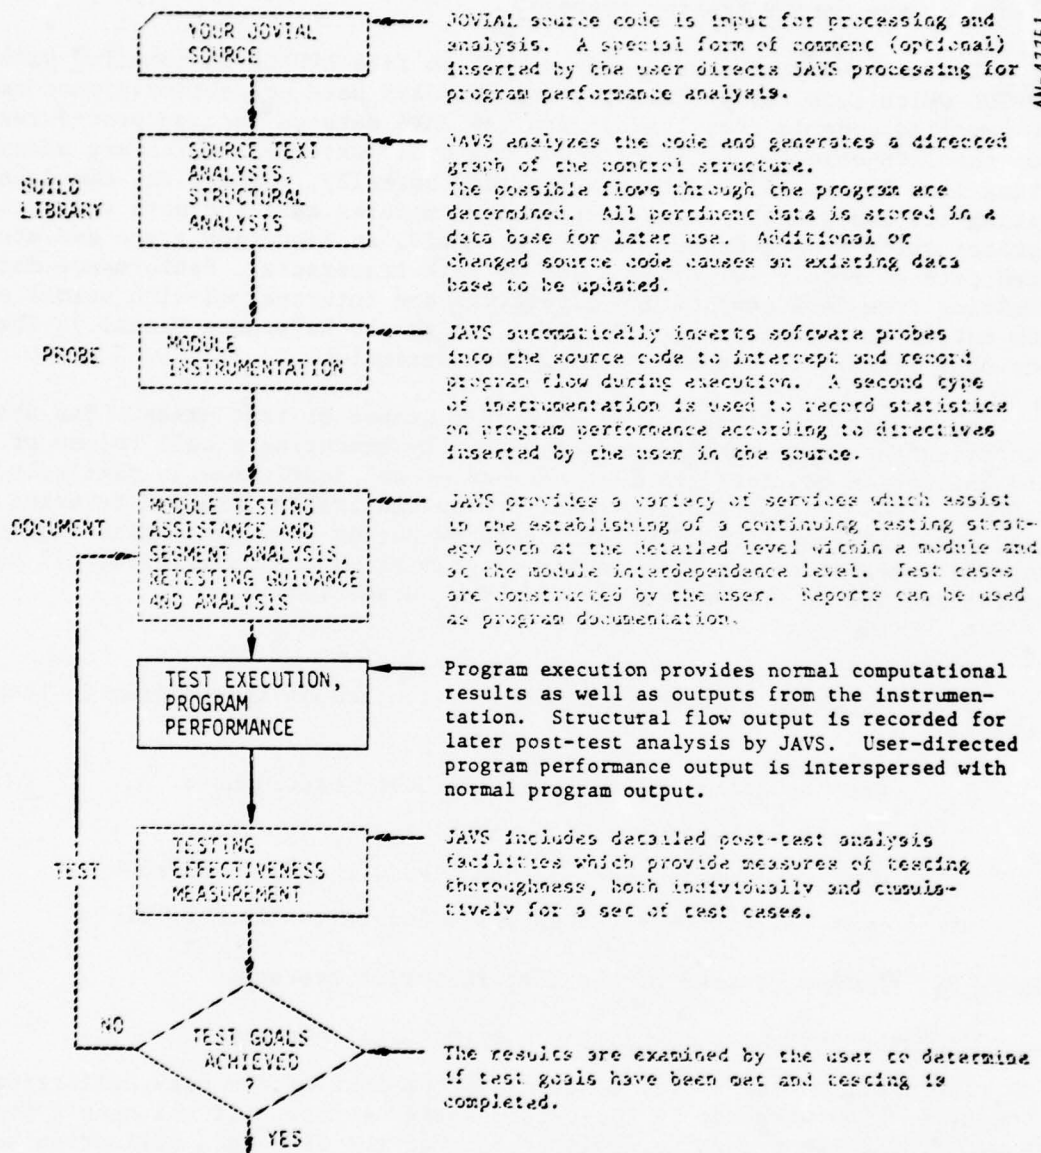 YOUR JOVIAL
SOURCE
JOVIAL source code is input for processing and
analysis. A special form of comment (optional)
inserted by the user directs JAVS processing for
program performance analysis.
BUILD
LIBRARY
SOURCE TEXT
ANALYSIS,
STRUCTURAL
ANALYSIS
JAVS analyzes the code and generates a directed
graph of the control structure.
The possible flows through the program are
determined. All pertinent data is stored in a
data base for later use. Additional or
changed source code causes an existing data
base to be updated.
PROBE
MODULE
INSTRUMENTATION
JAVS automatically inserts software probes
into the source code to intercept and record
program flow during execution. A second type
of instrumentation is used to record statistics
on program performance according to directives
inserted by the user in the source.
DOCUMENT
MODULE TESTING
ASSISTANCE AND
SEGMENT ANALYSIS,
RETESTING GUIDANCE
AND ANALYSIS
JAVS provides a variety of services which assist
in the establishing of a continuing testing strat-
egy both at the detailed level within a module and
at the module interdependence level. Test cases
are constructed by the user. Reports can be used
as program documentation.
TEST EXECUTION,
PROGRAM
PERFORMANCE
Program execution provides normal computational
results as well as outputs from the instrumen-
tation. Structural flow output is recorded for
later post-test analysis by JAVS. User-directed
program performance output is interspersed with
normal program output.
TEST
TESTING
EFFECTIVENESS
MEASUREMENT
JAVS includes detailed post-test analysis
facilities which provide measures of testing
thoroughness, both individually and cumula-
tively for a set of test cases.
NO
TEST GOALS
ACHIEVED
?
The results are examined by the user to determine
if test goals have been met and testing is
completed.
YES